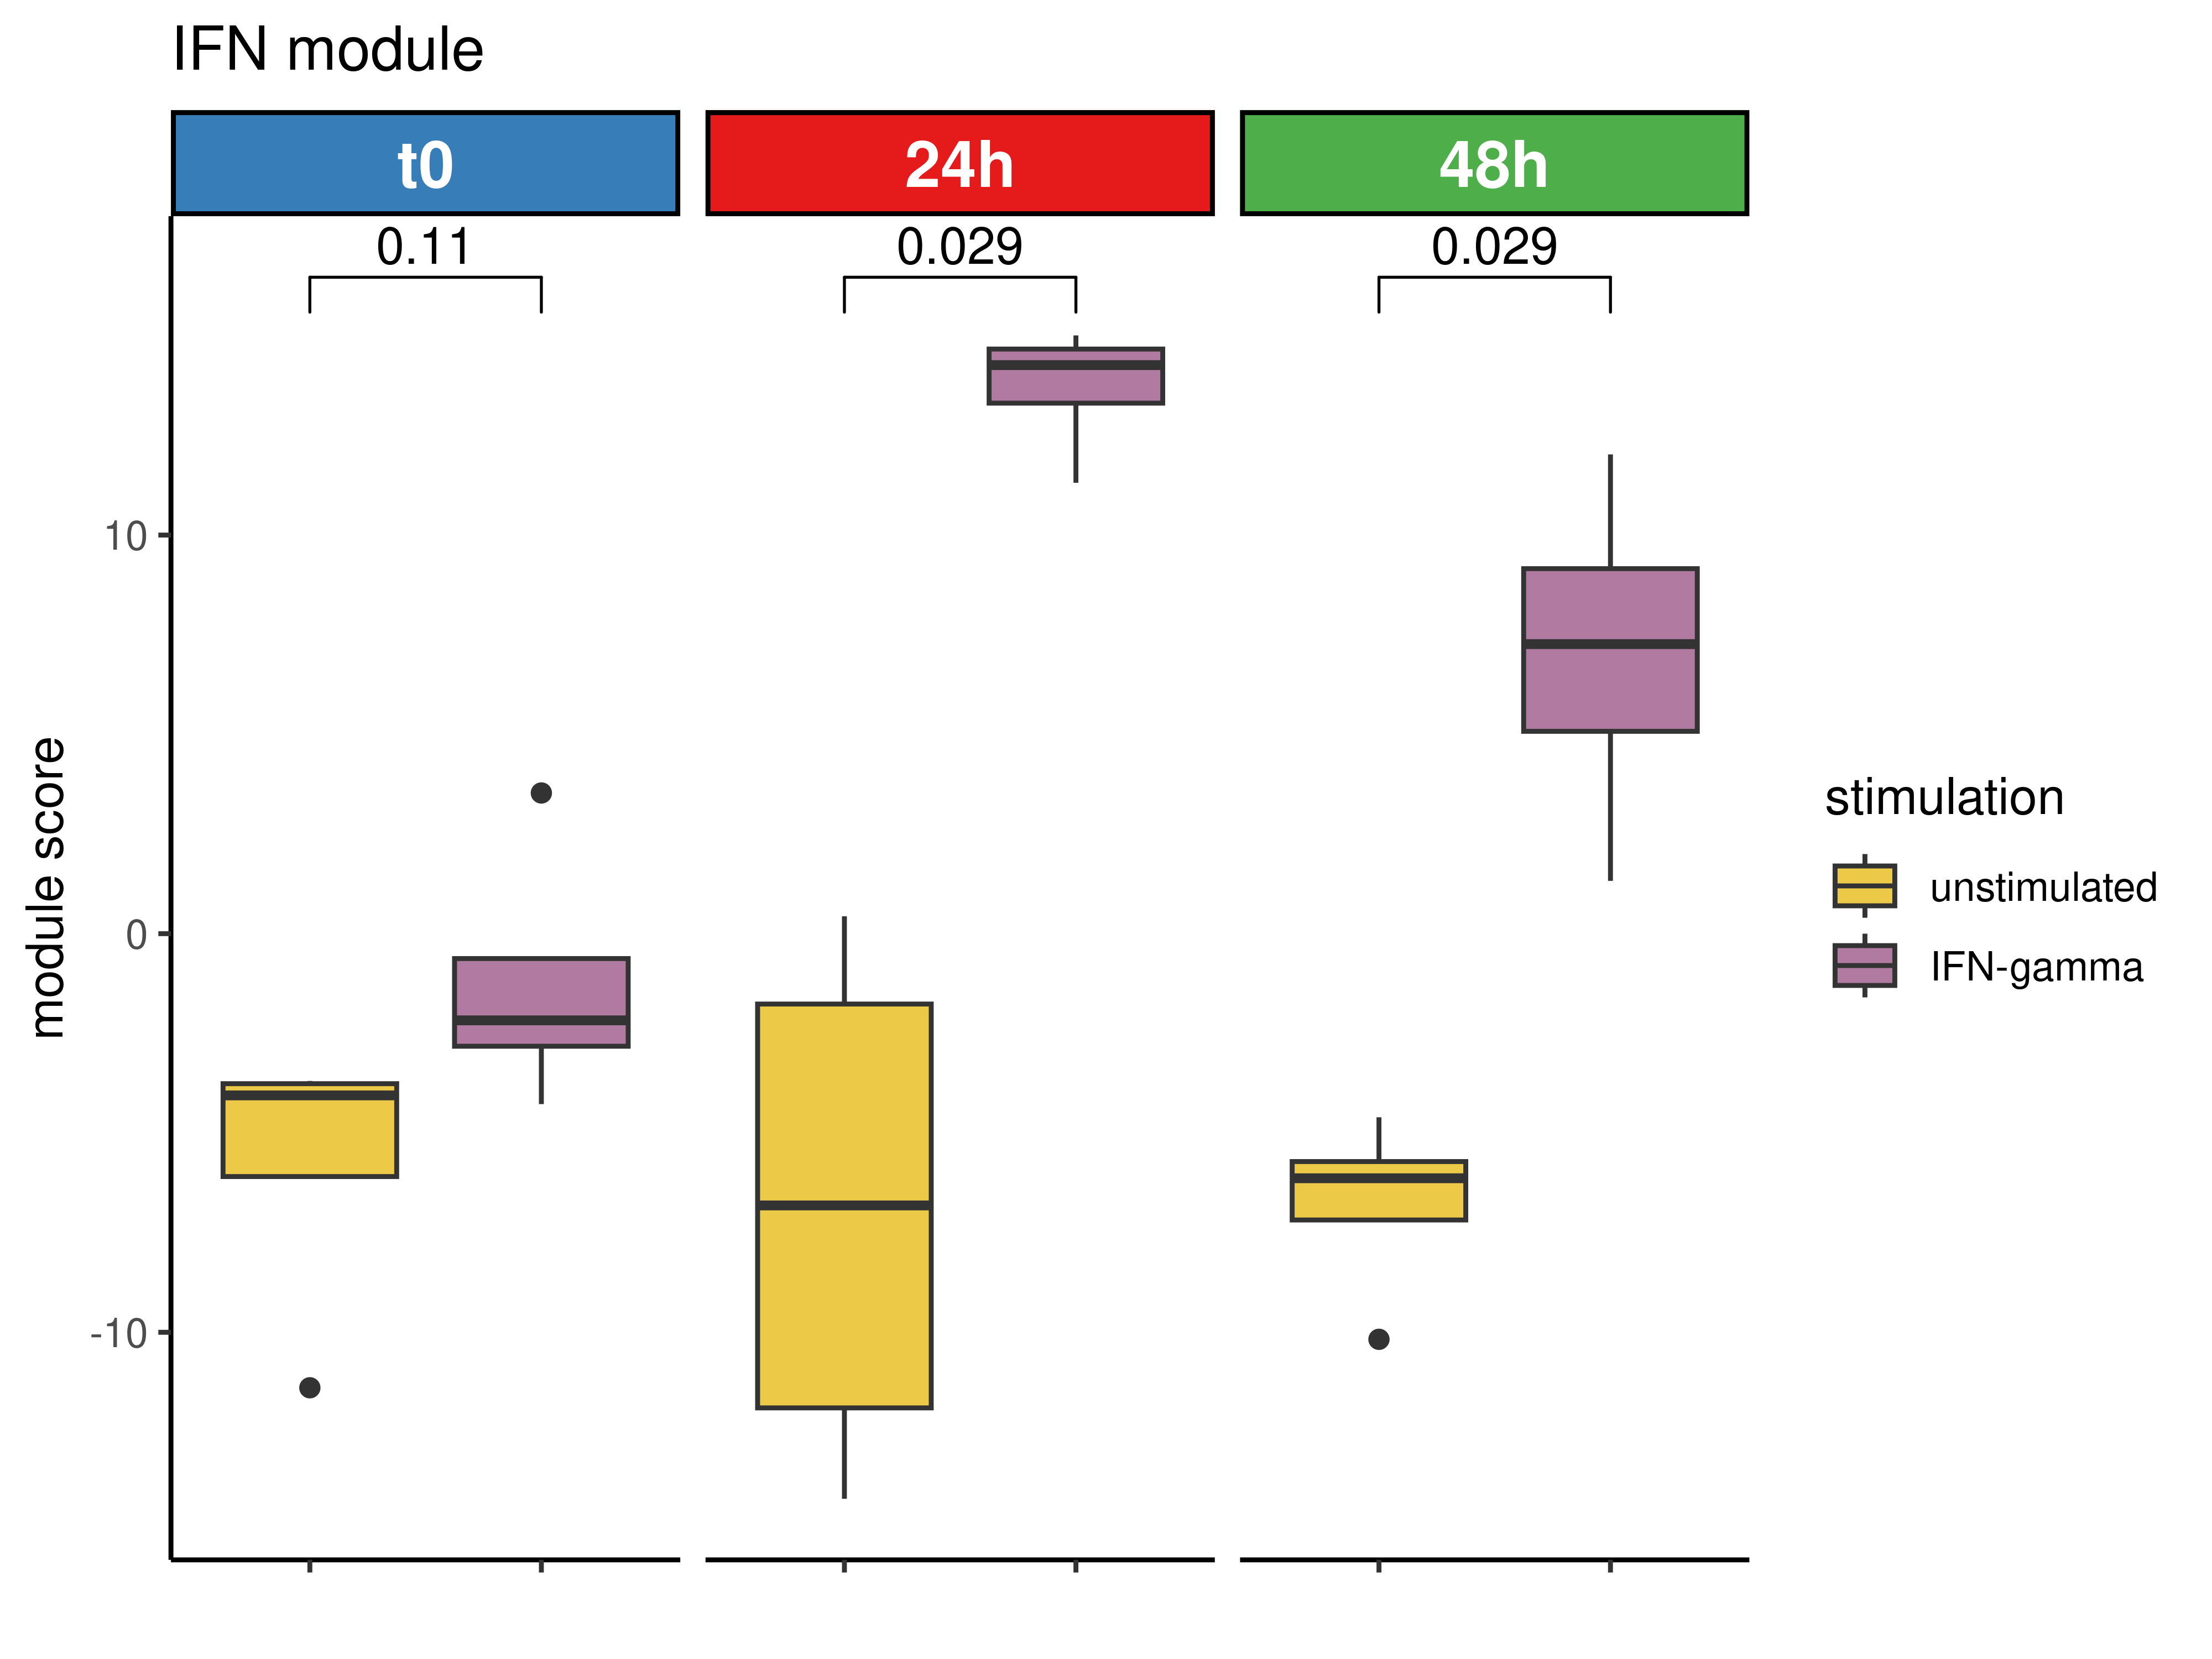 IFN module
t0
24h
48h
0.11
0.029
0.029
10
0
-10
module score
stimulation
unstimulated
IFN-gamma